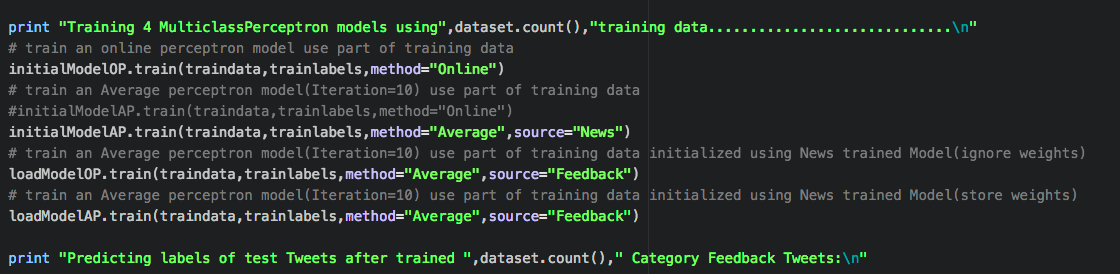 print "Training 4 MulticlassPerceptron models using",dataset.count(),"training data.............................\n"
# train an online perceptron model use part of training data
initialModelOP.train(traindata,trainlabels,method="Online")
# train an Average perceptron model(Iteration=10) use part of training data
#initialModelAP.train(traindata,trainlabels,method="Online")
initialModelAP.train(traindata,trainlabels,method="Average",source="News")
# train an Average perceptron model(Iteration=10) use part of training data initialized using News trained Model(ignore weights)
loadModelOP.train(traindata,trainlabels,method="Average",source="Feedback")
# train an Average perceptron model(Iteration=10) use part of training data initialized using News trained Model(store weights)
loadModelAP.train(traindata,trainlabels,method="Average",source="Feedback")
print "Predicting labels of test Tweets after trained ",dataset.count()," Category Feedback Tweets:\n"